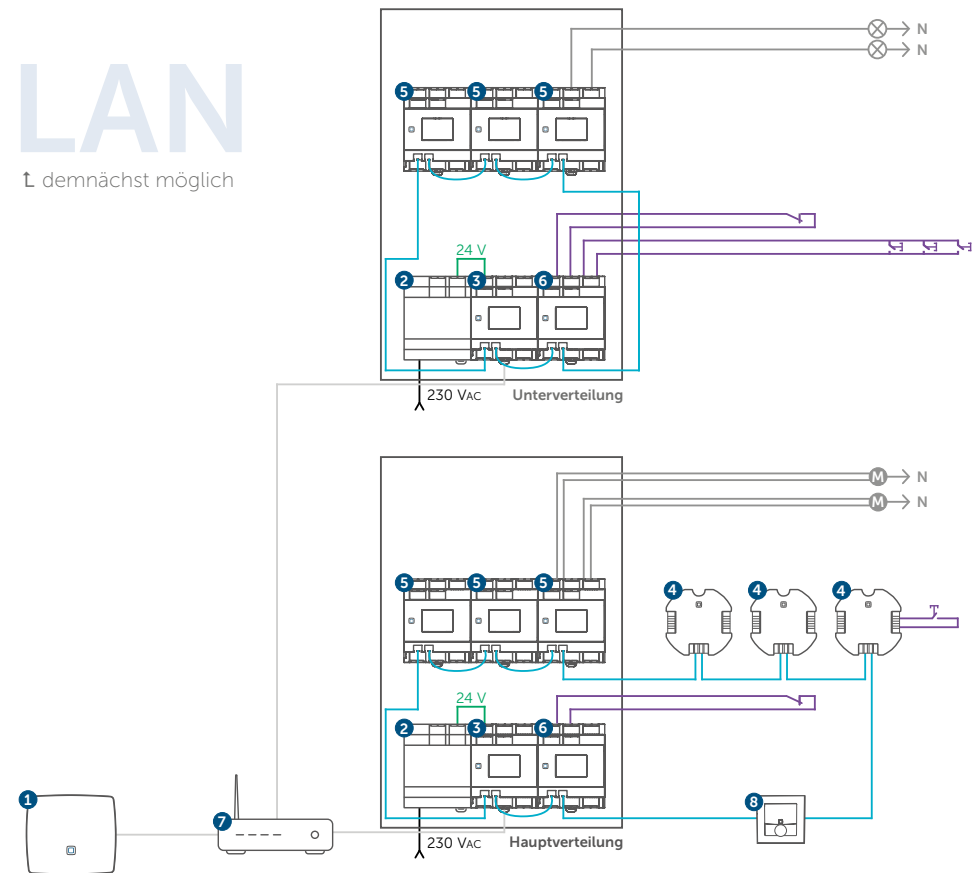 LAN
demnächst möglich
N
N
5
5
5
24 V
2
3
6
230 VAC
Unterverteilung
N
N
M
M
5
5
5
4
4
4
24 V
2
3
6
1
7
8
230 VAC
Hauptverteilung